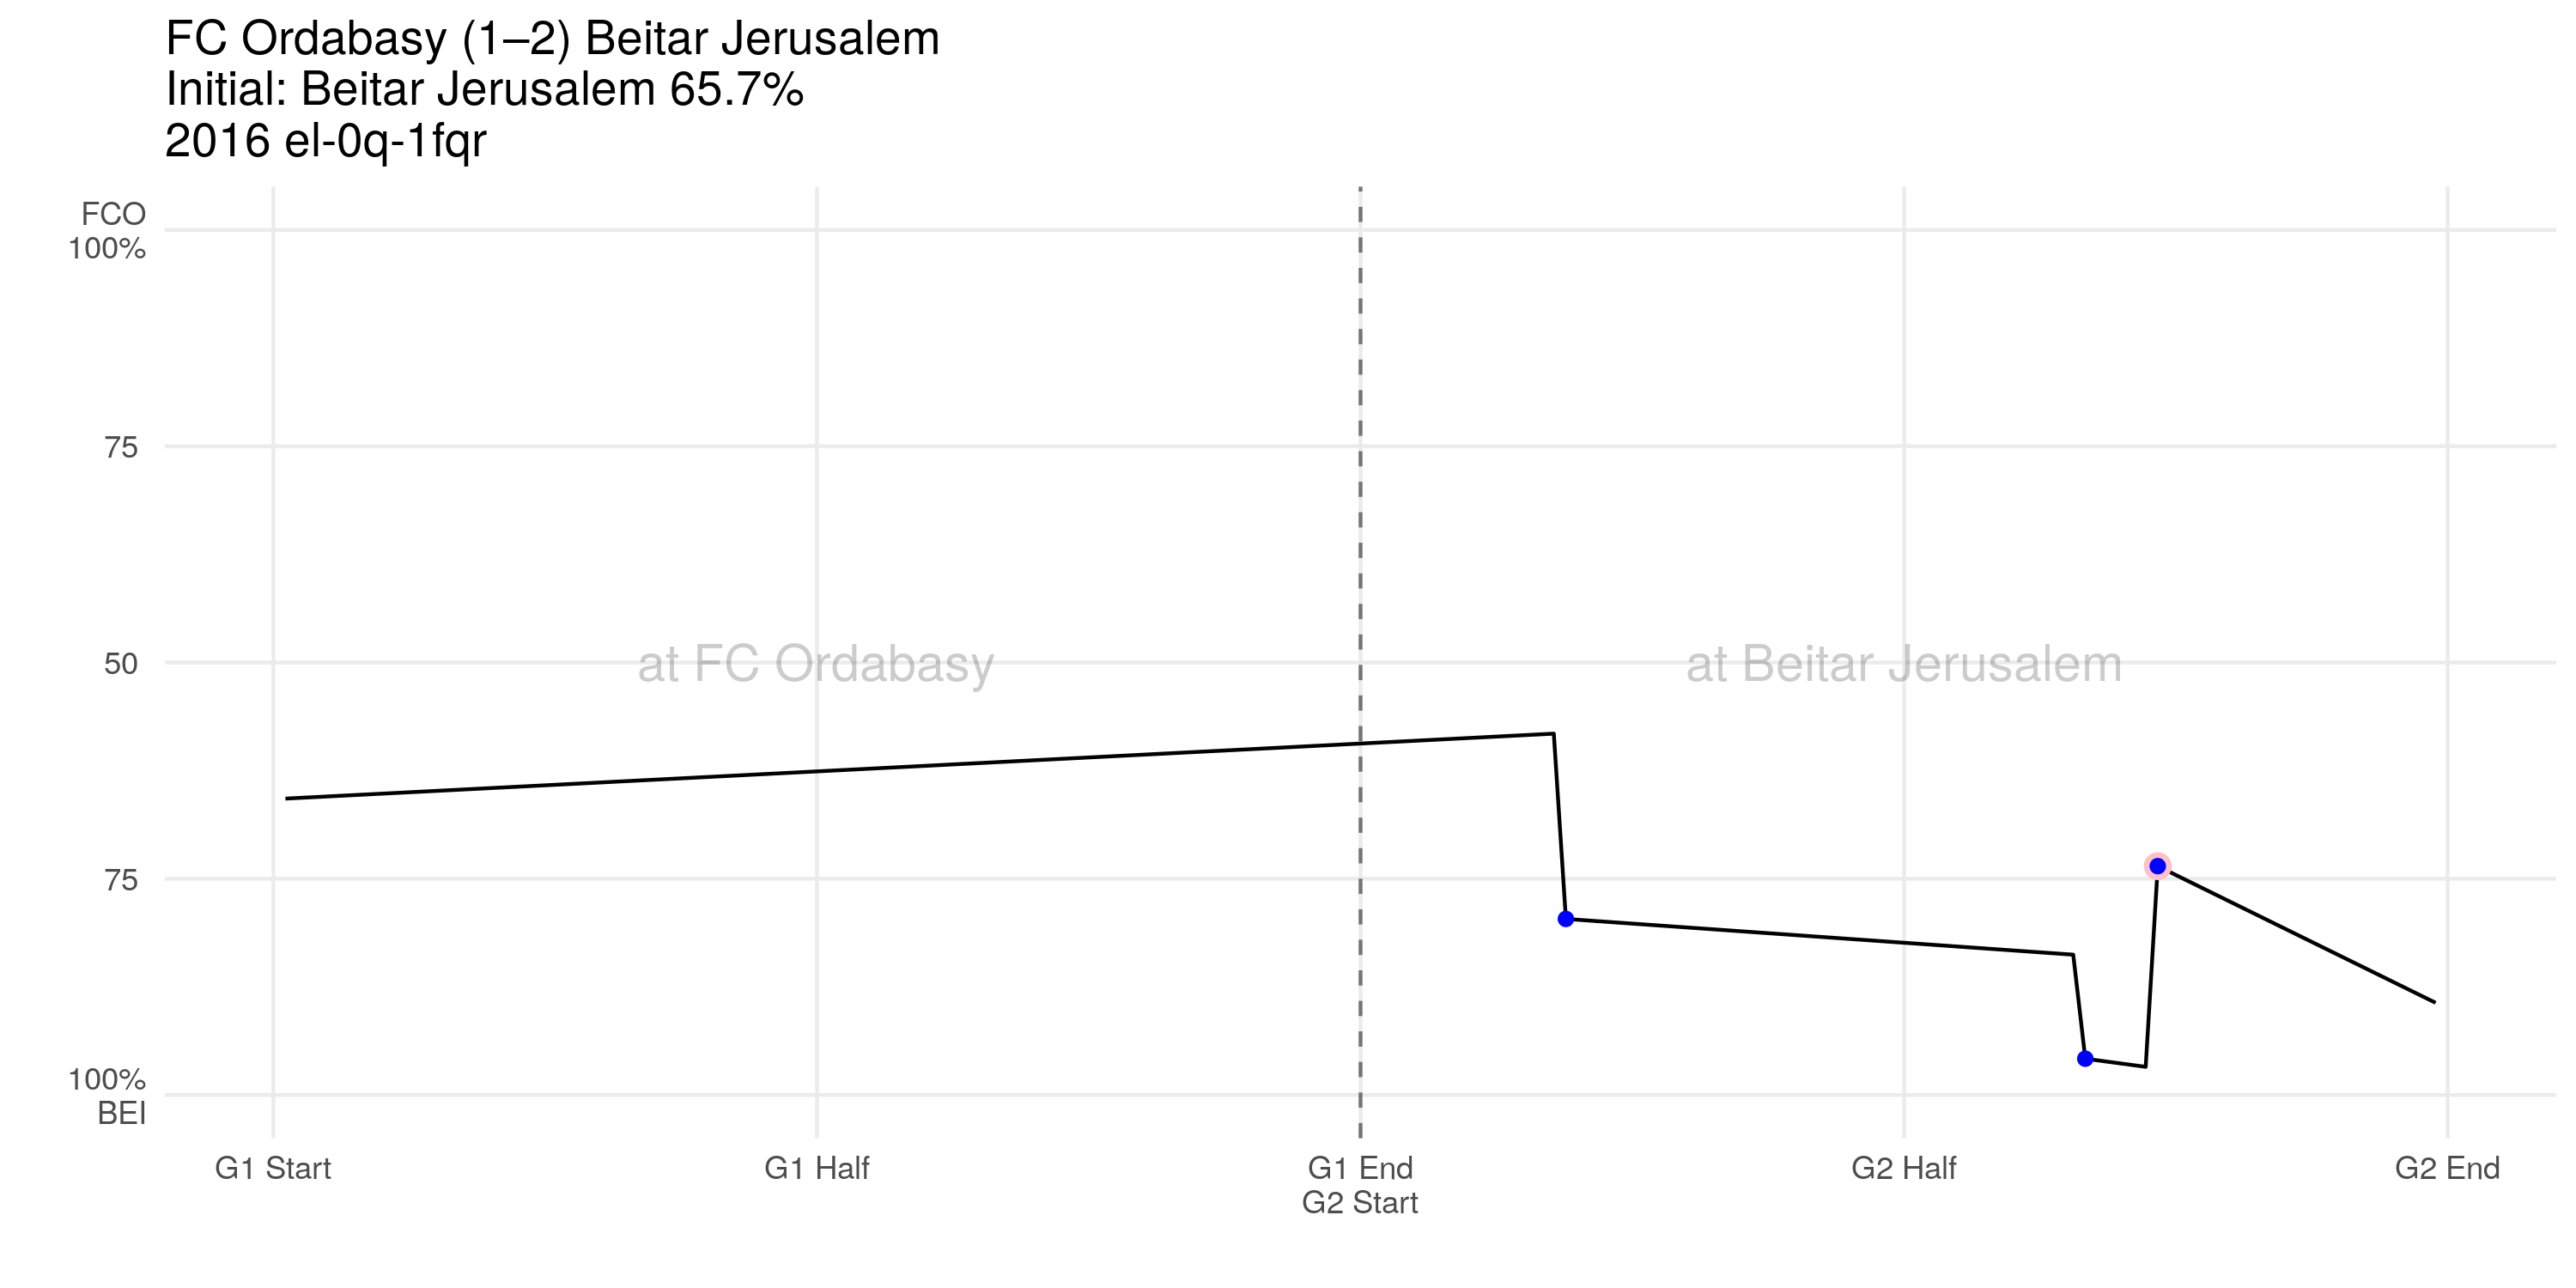 FC Ordabasy (1–2) Beitar Jerusalem
Initial: Beitar Jerusalem 65.7%
2016 el-0q-1fqr
FCO
100%
75
50
75
100%
BEI
at FC Ordabasy
at Beitar Jerusalem
G1 Start
G1 Half
G1 End
G2 Start
G2 Half
G2 End